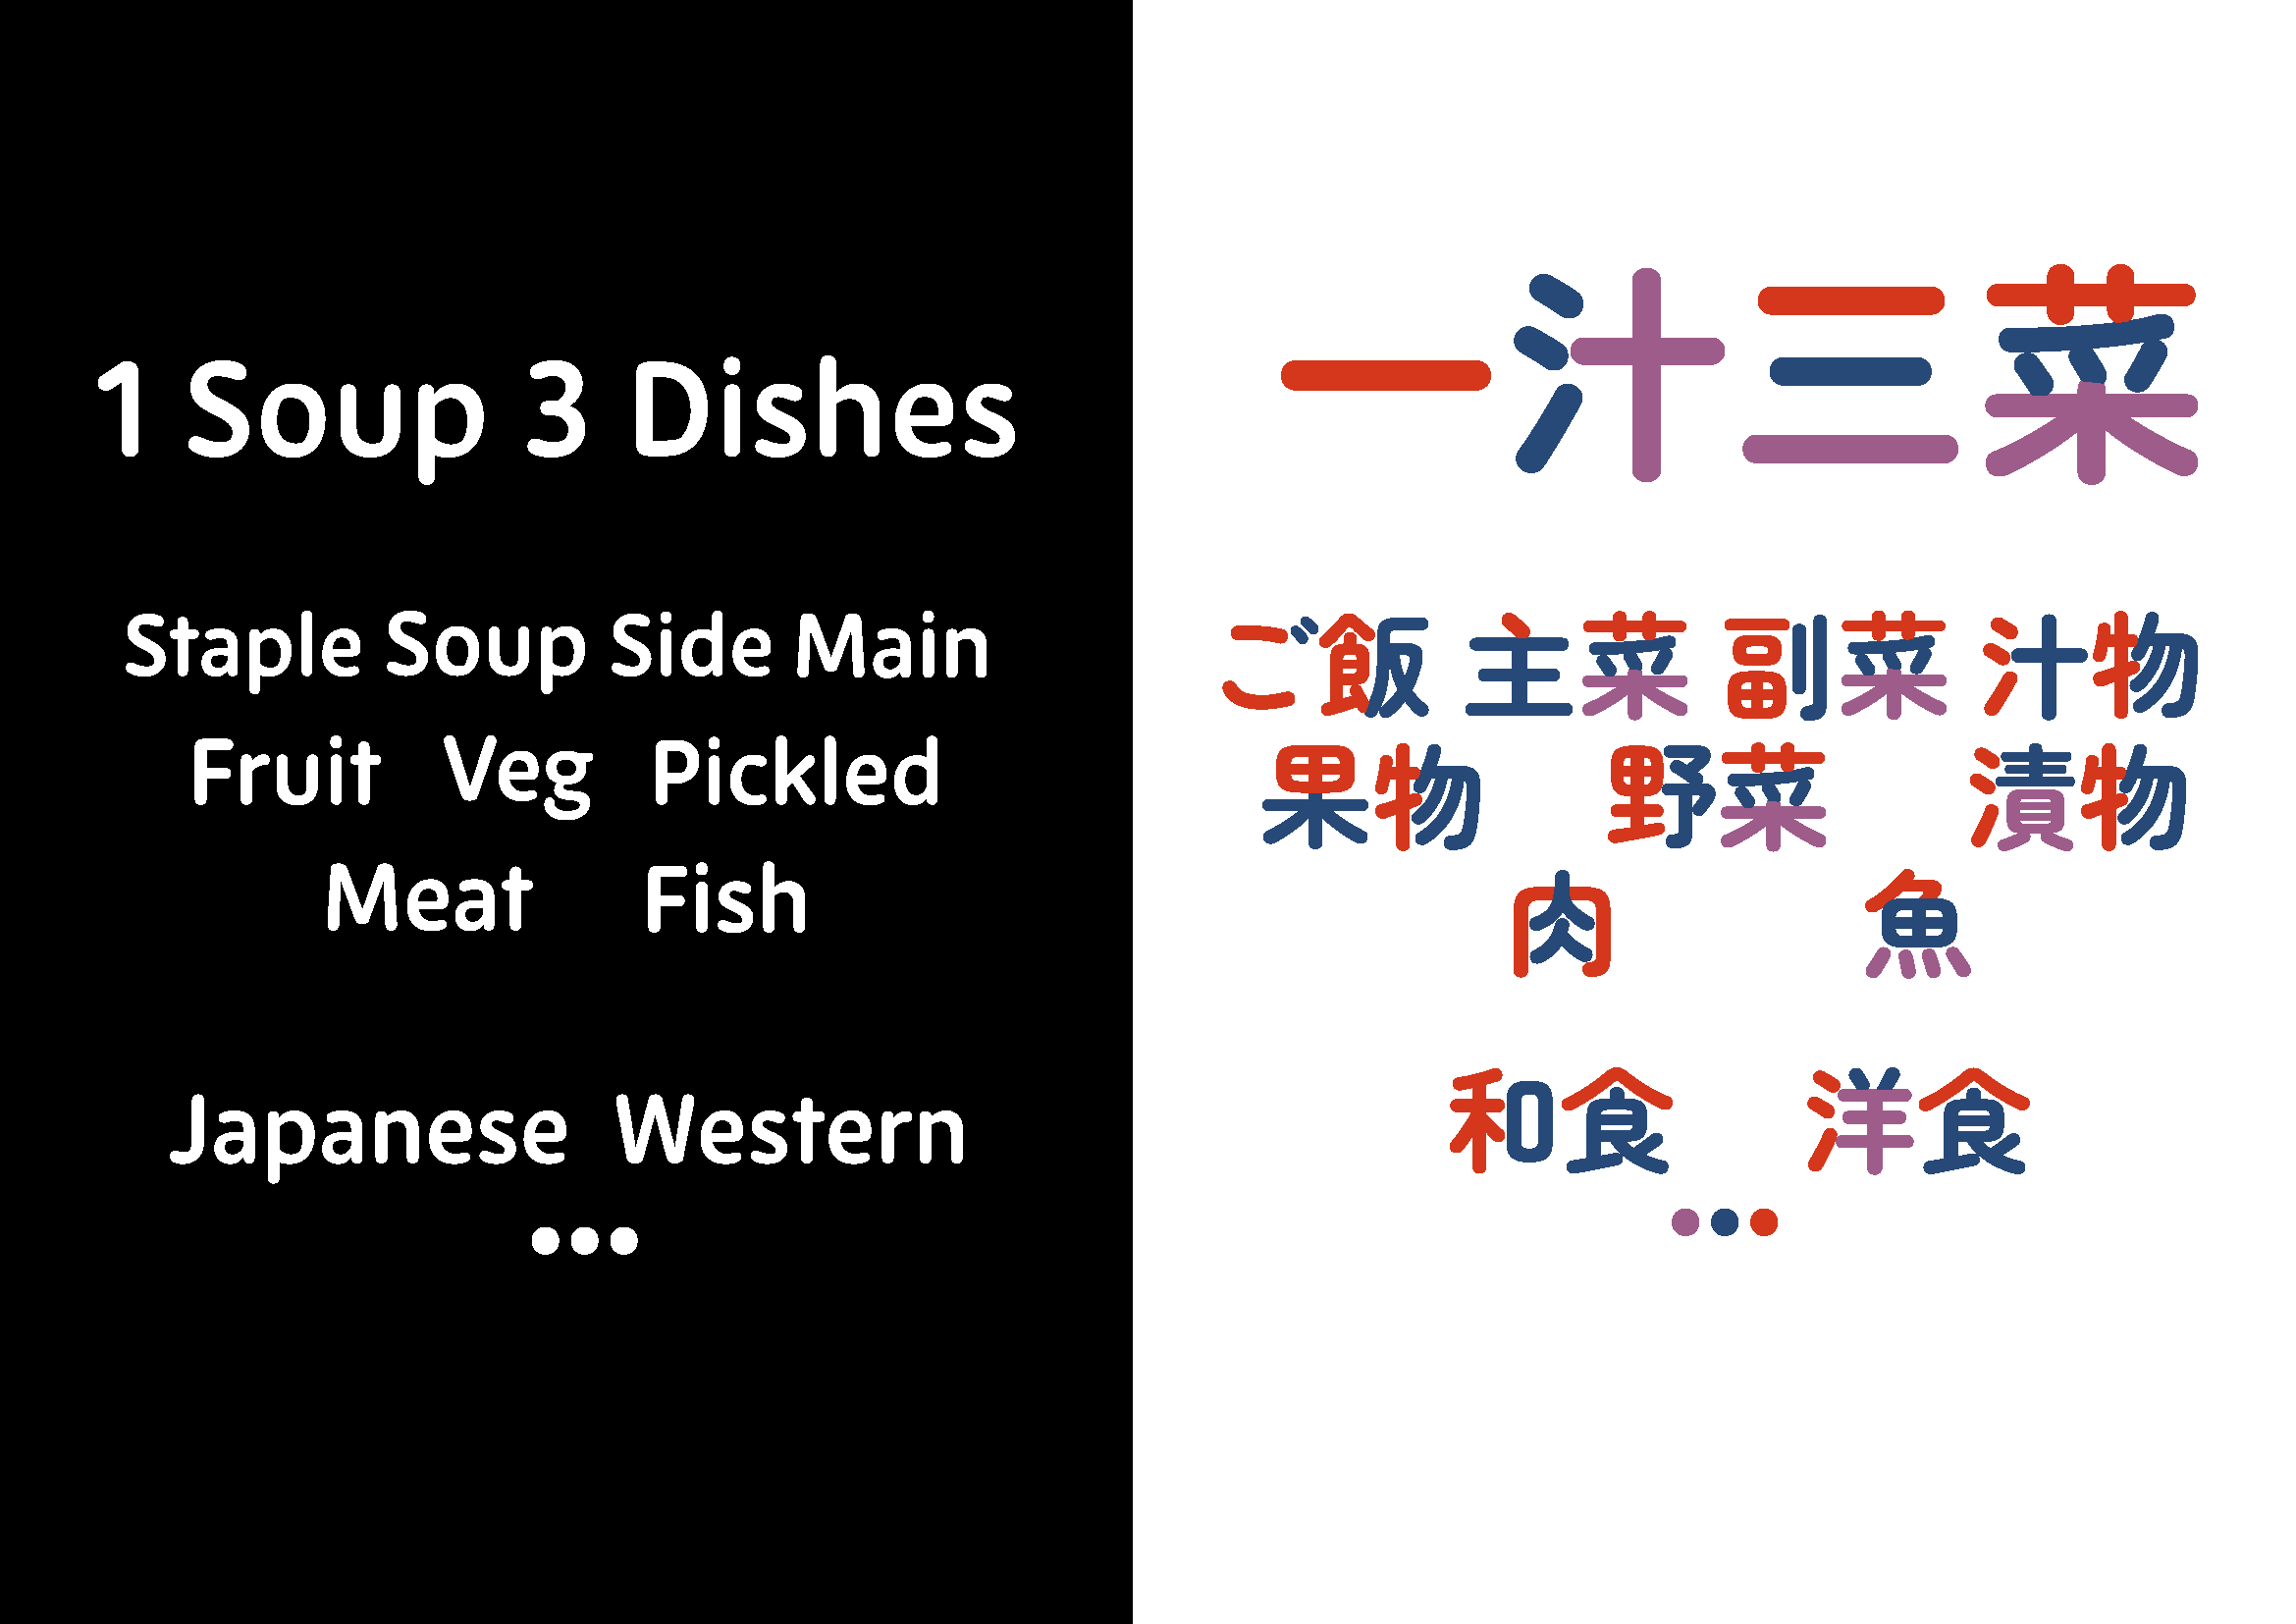 1 Soup 3 Dishes
Staple Soup Side Main
Fruit Veg Pickled
Meat Fish
Japanese Western
•••
一汁三菜
ご飯 主菜 副菜 汁物
果物 野菜 漬物
肉 魚
和食 洋食
•••